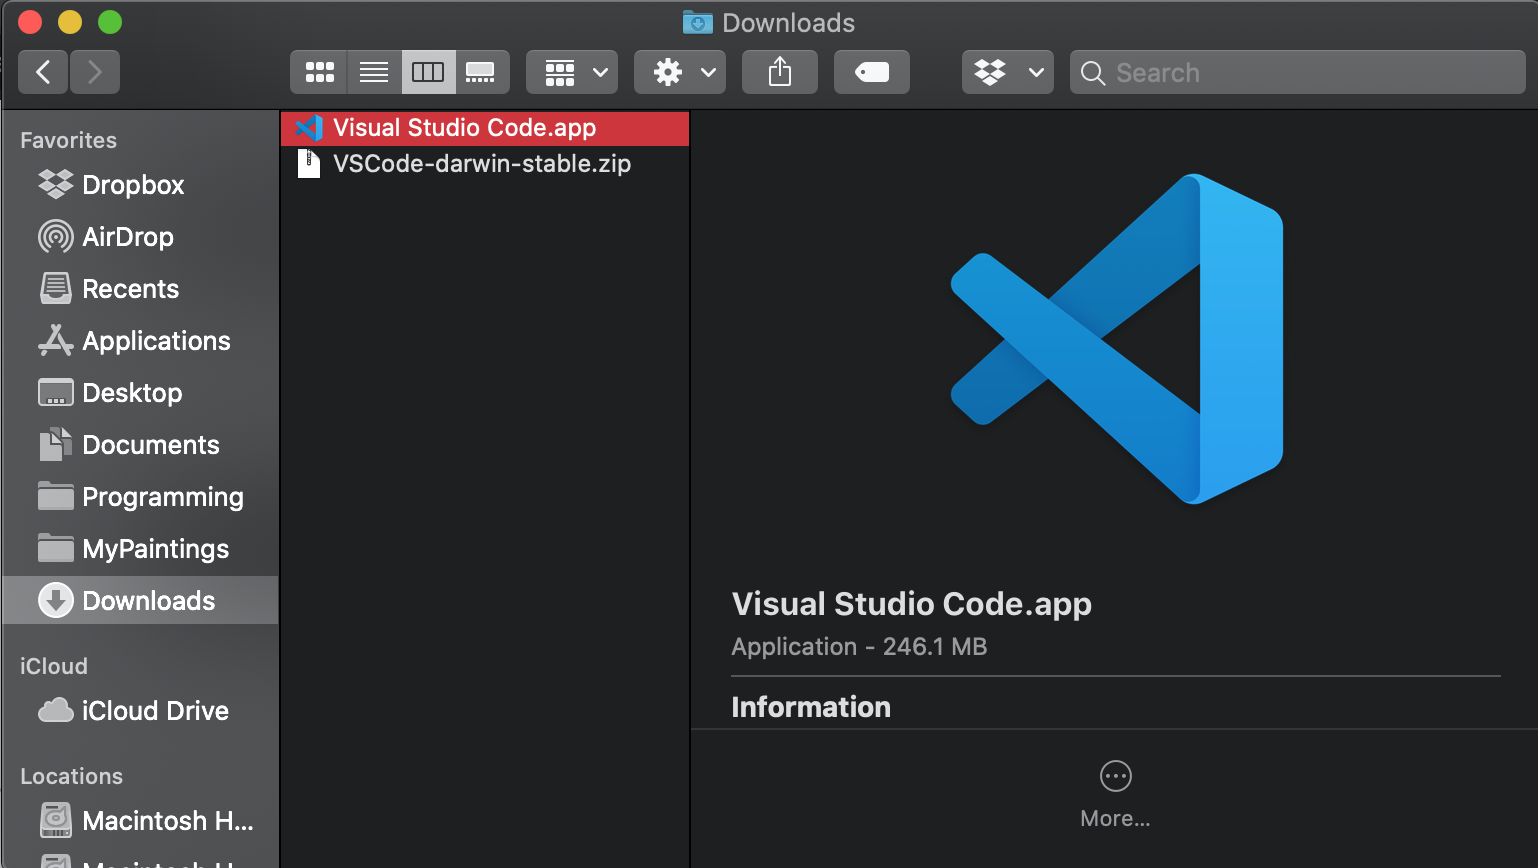 Downloads
Search
Favorites
Dropbox
AirDrop
Recents
Applications
Desktop
Documents
Programming
MyPaintings
Downloads
iCloud
iCloud Drive
Locations
Macintosh H...
Visual Studio Code.app
VSCode-darwin-stable.zip
Visual Studio Code.app
Application - 246.1 MB
Information
More...